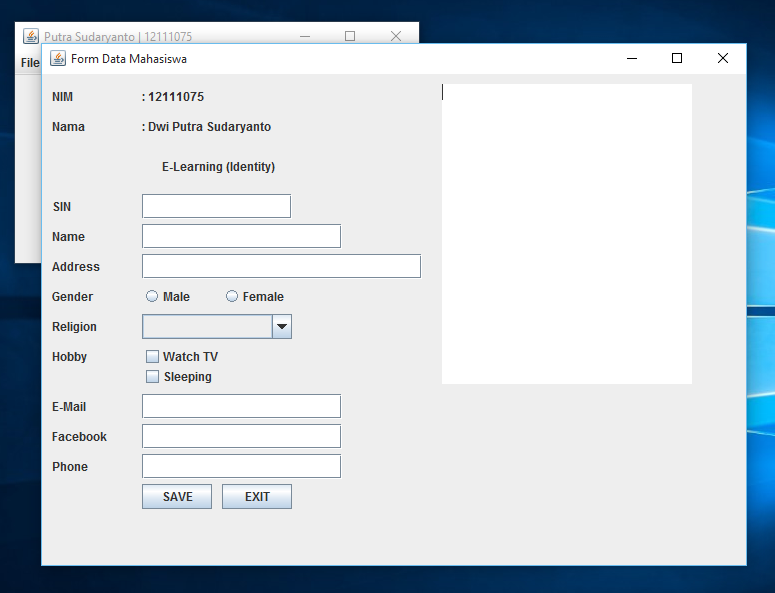 Putra Sudaryanto | 12111075
File
Form Data Mahasiswa
NIM : 12111075
Nama : Dwi Putra Sudaryanto
E-Learning (Identity)
SIN
Name
Address
Gender Male Female
Religion
Hobby Watch TV
Sleeping
E-Mail
Facebook
Phone
SAVE EXIT